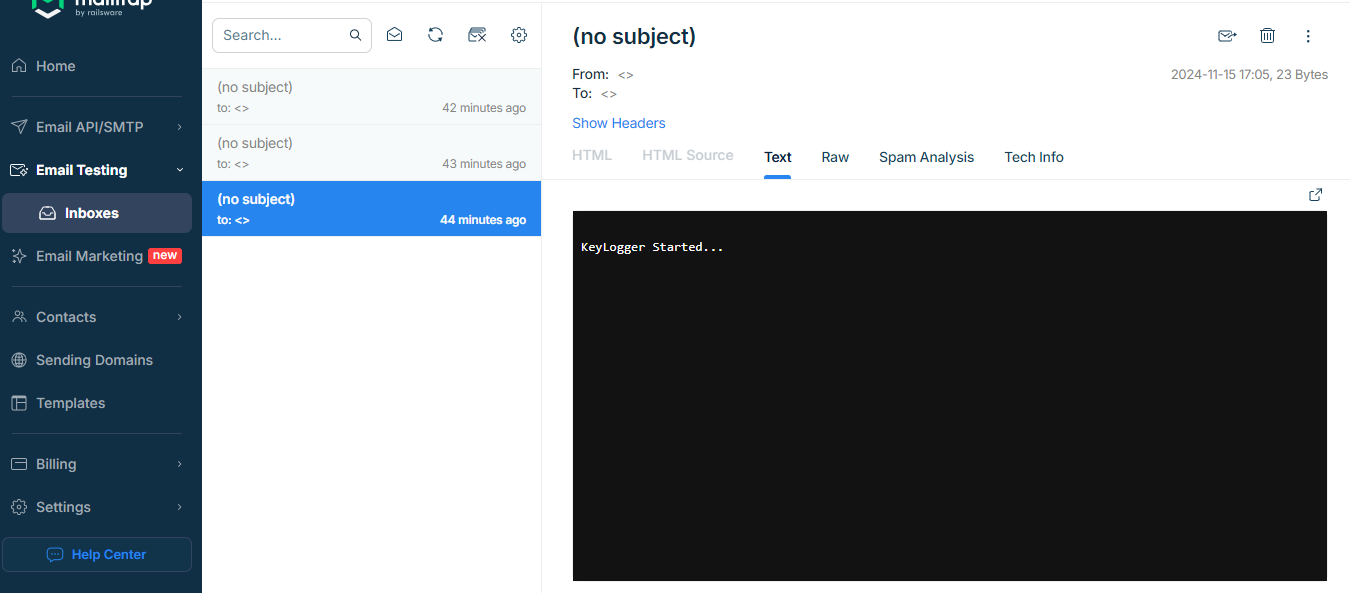 mailtrap
by railsware
Home
Email API/SMTP
Email Testing
Inboxes
Email Marketing new
Contacts
Sending Domains
Templates
Billing
Settings
Help Center
Search...
(no subject)
to: <>
42 minutes ago
(no subject)
to: <>
43 minutes ago
(no subject)
to: <>
44 minutes ago
(no subject)
From: <>
2024-11-15 17:05, 23 Bytes
To: <>
Show Headers
HTML HTML Source Text Raw Spam Analysis Tech Info
KeyLogger Started...